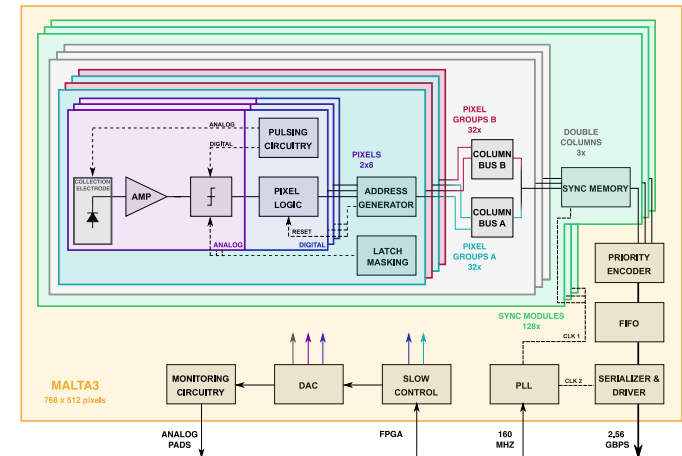 ANALOG
PULSING
CIRCUITRY
DIGITAL
PIXELS
2x8
PIXEL
GROUPS B
32x
DOUBLE
COLUMNS
3x
COLLECTION
ELECTRODE
AMP
PIXEL
LOGIC
ADDRESS
GENERATOR
COLUMN
BUS B
COLUMN
BUS A
SYNC MEMORY
RESET
ANALOG
DIGITAL
LATCH
MASKING
PIXEL
GROUPS A
32x
PRIORITY
ENCODER
SYNC MODULES
128x
CLK 1
FIFO
MALTA3
768 x 512 pixels
MONITORING
CIRCUITRY
DAC
SLOW
CONTROL
PLL
CLK 2
SERIALIZER &
DRIVER
ANALOG
PADS
FPGA
160
MHZ
2,56
GBPS